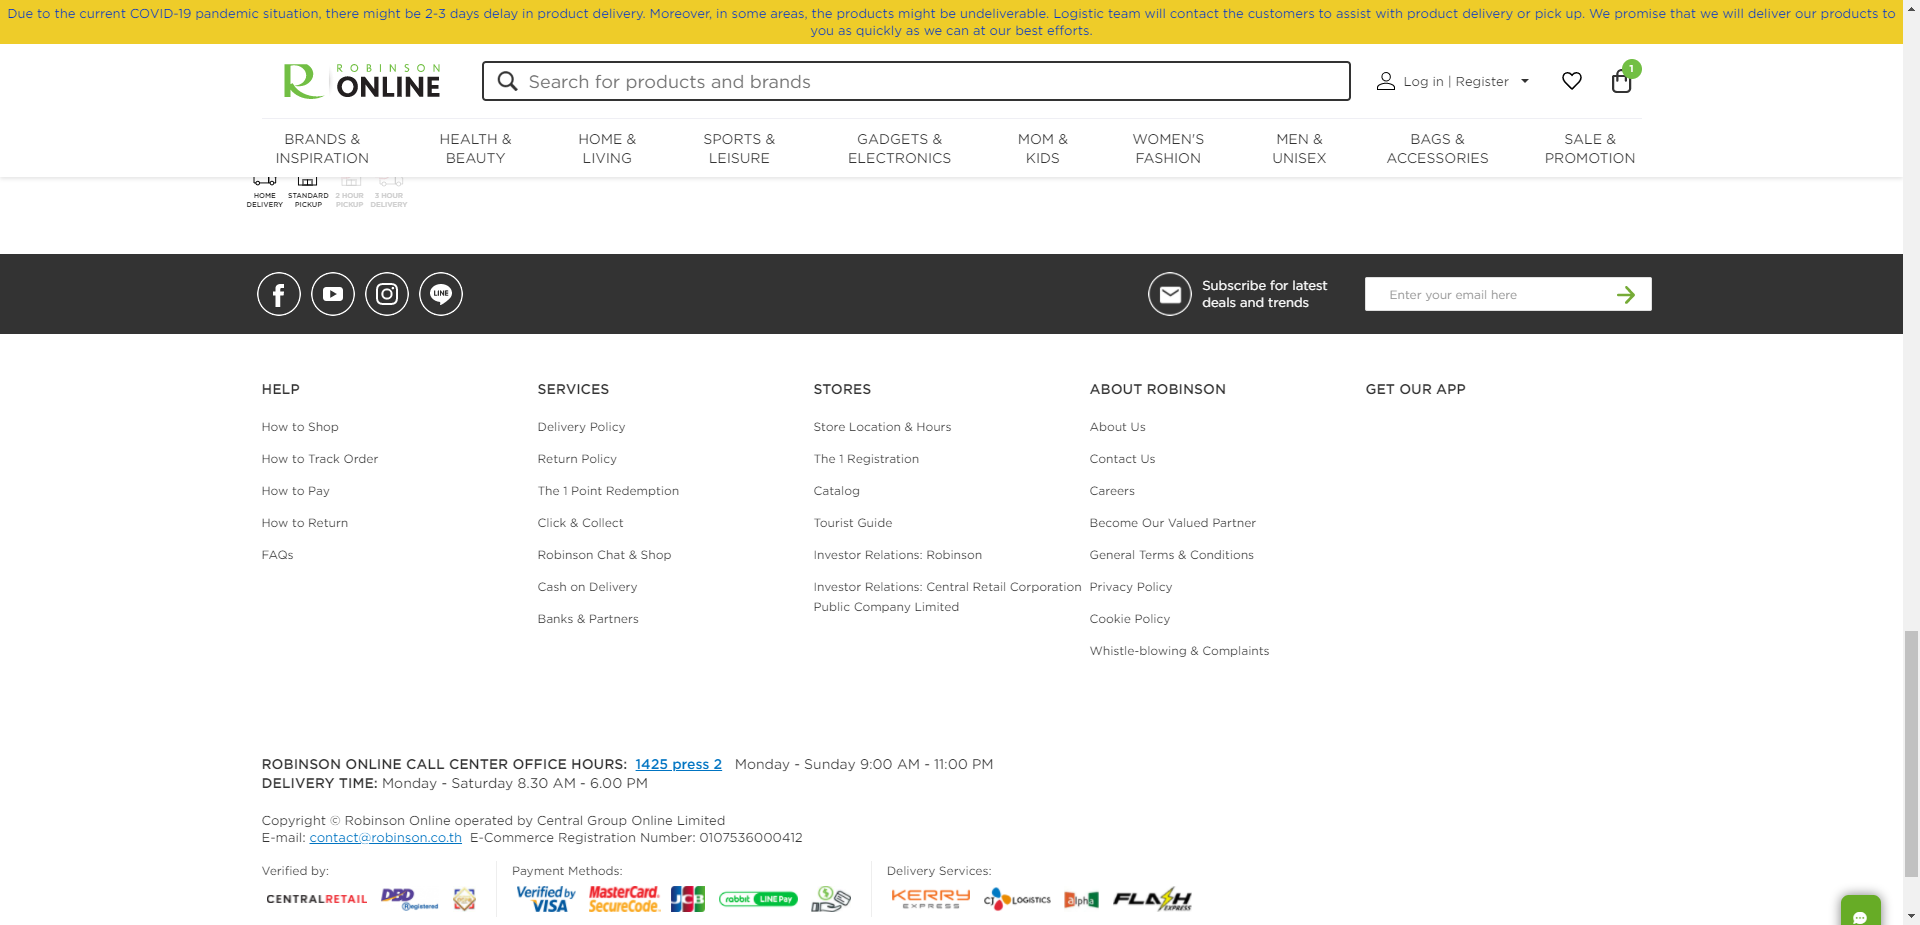 Due to the current COVID-19 pandemic situation, there might be 2-3 days delay in product delivery. Moreover, in some areas, the products might be undeliverable. Logistic team will contact the customers to assist with product delivery or pick up. We promise that we will deliver our products to
you as quickly as we can at our best efforts.
ROBINSON
ONLINE
Search for products and brands
Log in | Register
1
BRANDS &
INSPIRATION
HEALTH &
BEAUTY
HOME &
LIVING
SPORTS &
LEISURE
GADGETS &
ELECTRONICS
MOM &
KIDS
WOMEN'S
FASHION
MEN &
UNISEX
BAGS &
ACCESSORIES
SALE &
PROMOTION
HOME
DELIVERY
STANDARD
PICKUP
2 HOUR
PICKUP
3 HOUR
DELIVERY
LINE
Subscribe for latest
deals and trends
Enter your email here
HELP
How to Shop
How to Track Order
How to Pay
How to Return
FAQs
SERVICES
Delivery Policy
Return Policy
The 1 Point Redemption
Click & Collect
Robinson Chat & Shop
Cash on Delivery
Banks & Partners
STORES
Store Location & Hours
The 1 Registration
Catalog
Tourist Guide
Investor Relations: Robinson
Investor Relations: Central Retail Corporation
Public Company Limited
ABOUT ROBINSON
About Us
Contact Us
Careers
Become Our Valued Partner
General Terms & Conditions
Privacy Policy
Cookie Policy
Whistle-blowing & Complaints
GET OUR APP
ROBINSON ONLINE CALL CENTER OFFICE HOURS: 1425 press 2 Monday - Sunday 9:00 AM - 11:00 PM
DELIVERY TIME: Monday - Saturday 8.30 AM - 6.00 PM
Copyright © Robinson Online operated by Central Group Online Limited
E-mail: contact@robinson.co.th E-Commerce Registration Number: 0107536000412
Verified by:
CENTRALRETAIL
DBD
Registered
Payment Methods:
Verified by
VISA
MasterCard.
SecureCode.
JCB
rabbit LINE Pay
Delivery Services:
KERRY
EXPRESS
CJ LOGISTICS
alpha
FLASH
EXPRESS